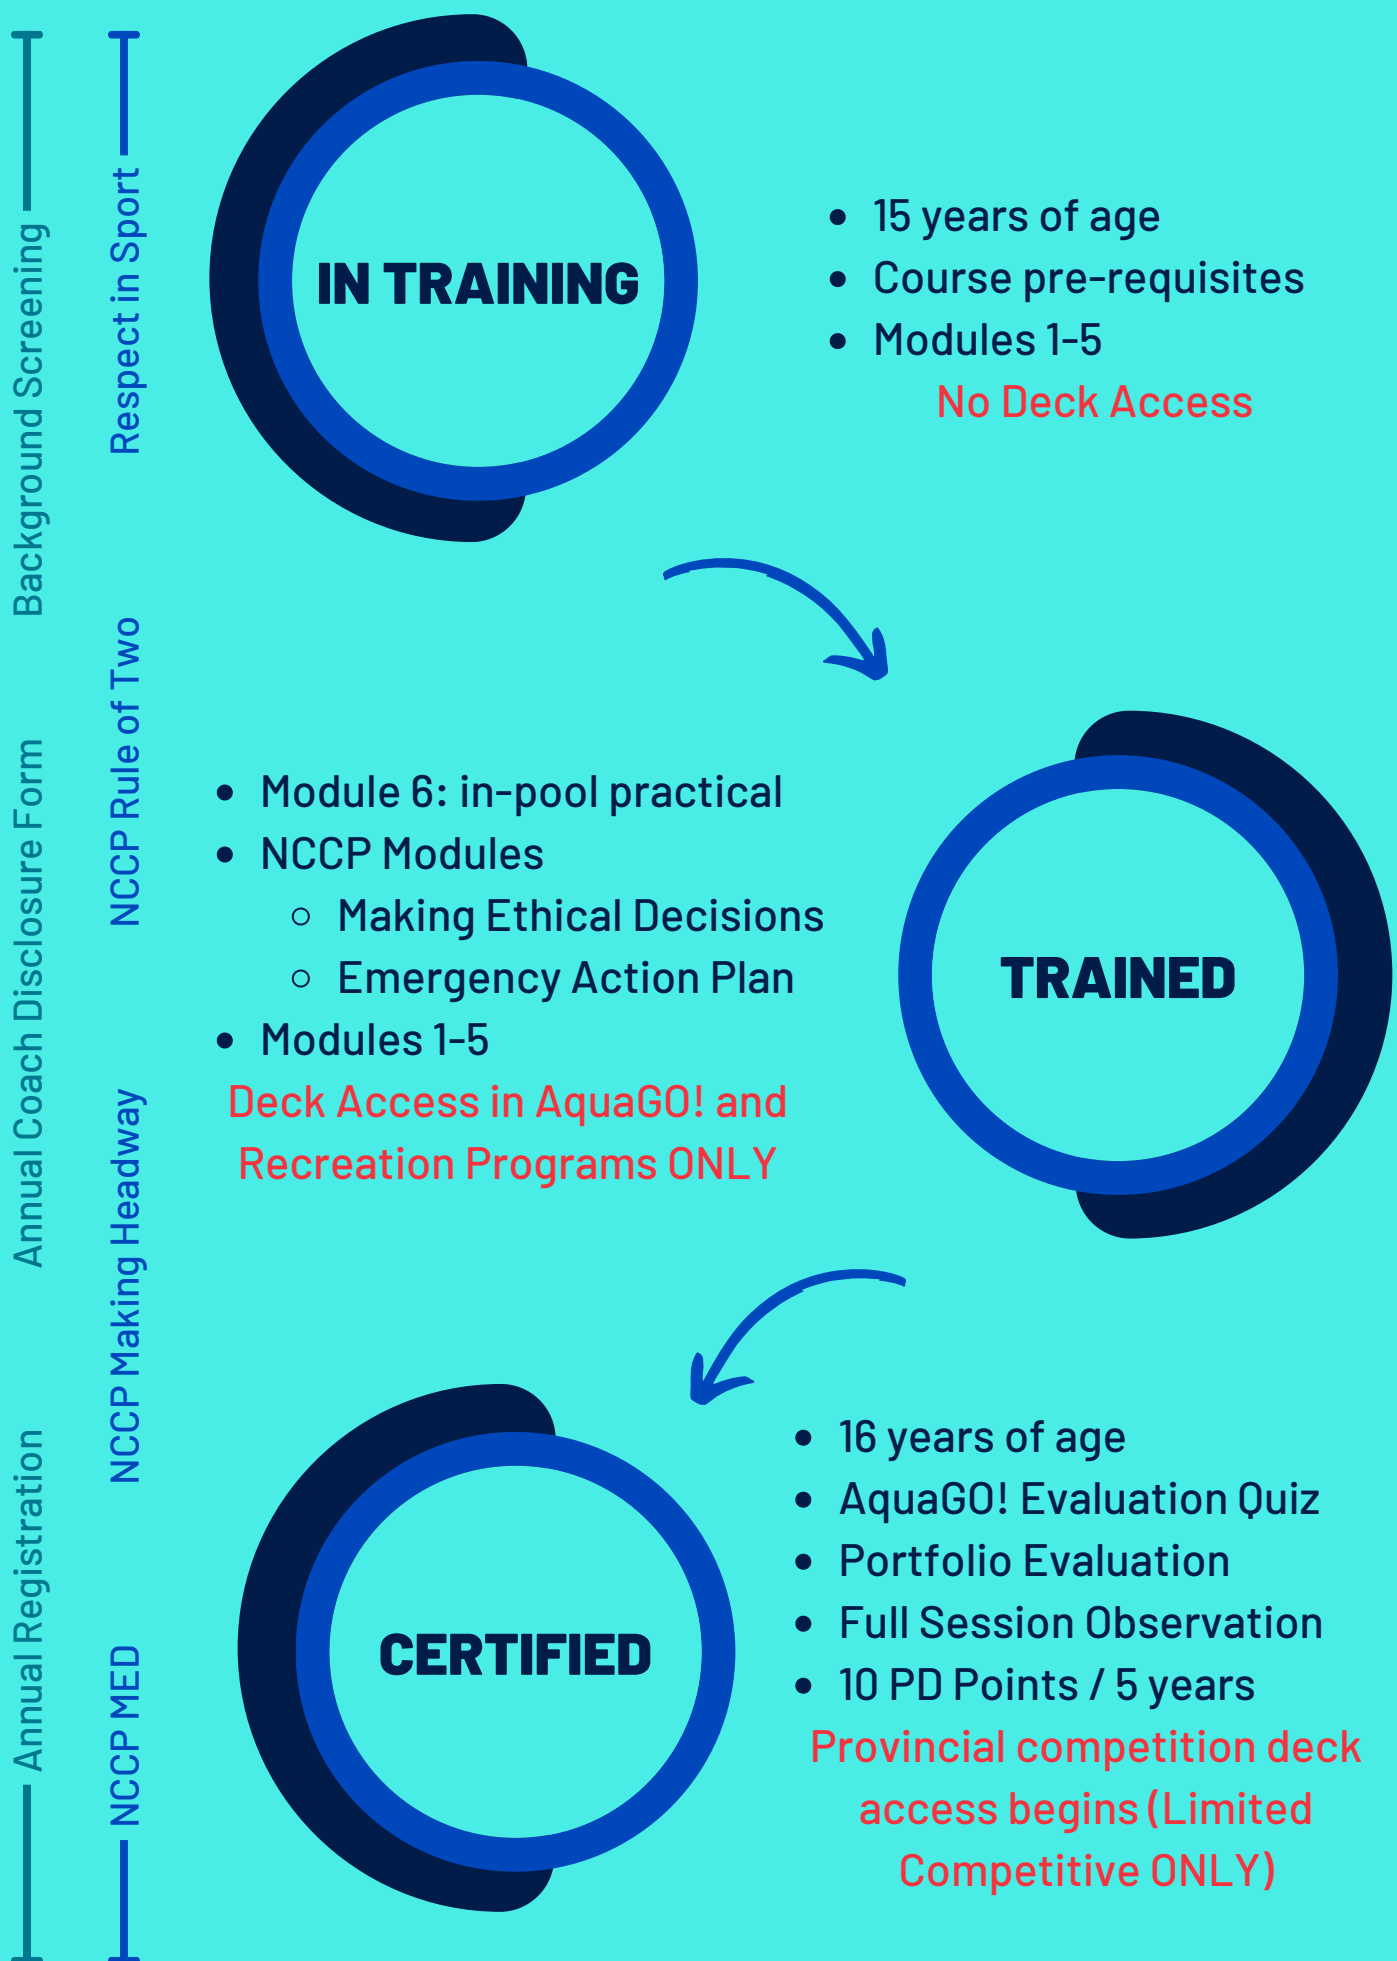 Background Screening
Annual Coach Disclosure Form
Annual Registration
Respect in Sport
NCCP Rule of Two
NCCP Making Headway
NCCP MED
IN TRAINING
• 15 years of age
• Course pre-requisites
• Modules 1-5
No Deck Access
• Module 6: in-pool practical
• NCCP Modules
○ Making Ethical Decisions
○ Emergency Action Plan
• Modules 1-5
Deck Access in AquaGO! and
Recreation Programs ONLY
TRAINED
CERTIFIED
• 16 years of age
• AquaGO! Evaluation Quiz
• Portfolio Evaluation
• Full Session Observation
• 10 PD Points / 5 years
Provincial competition deck
access begins (Limited
Competitive ONLY)